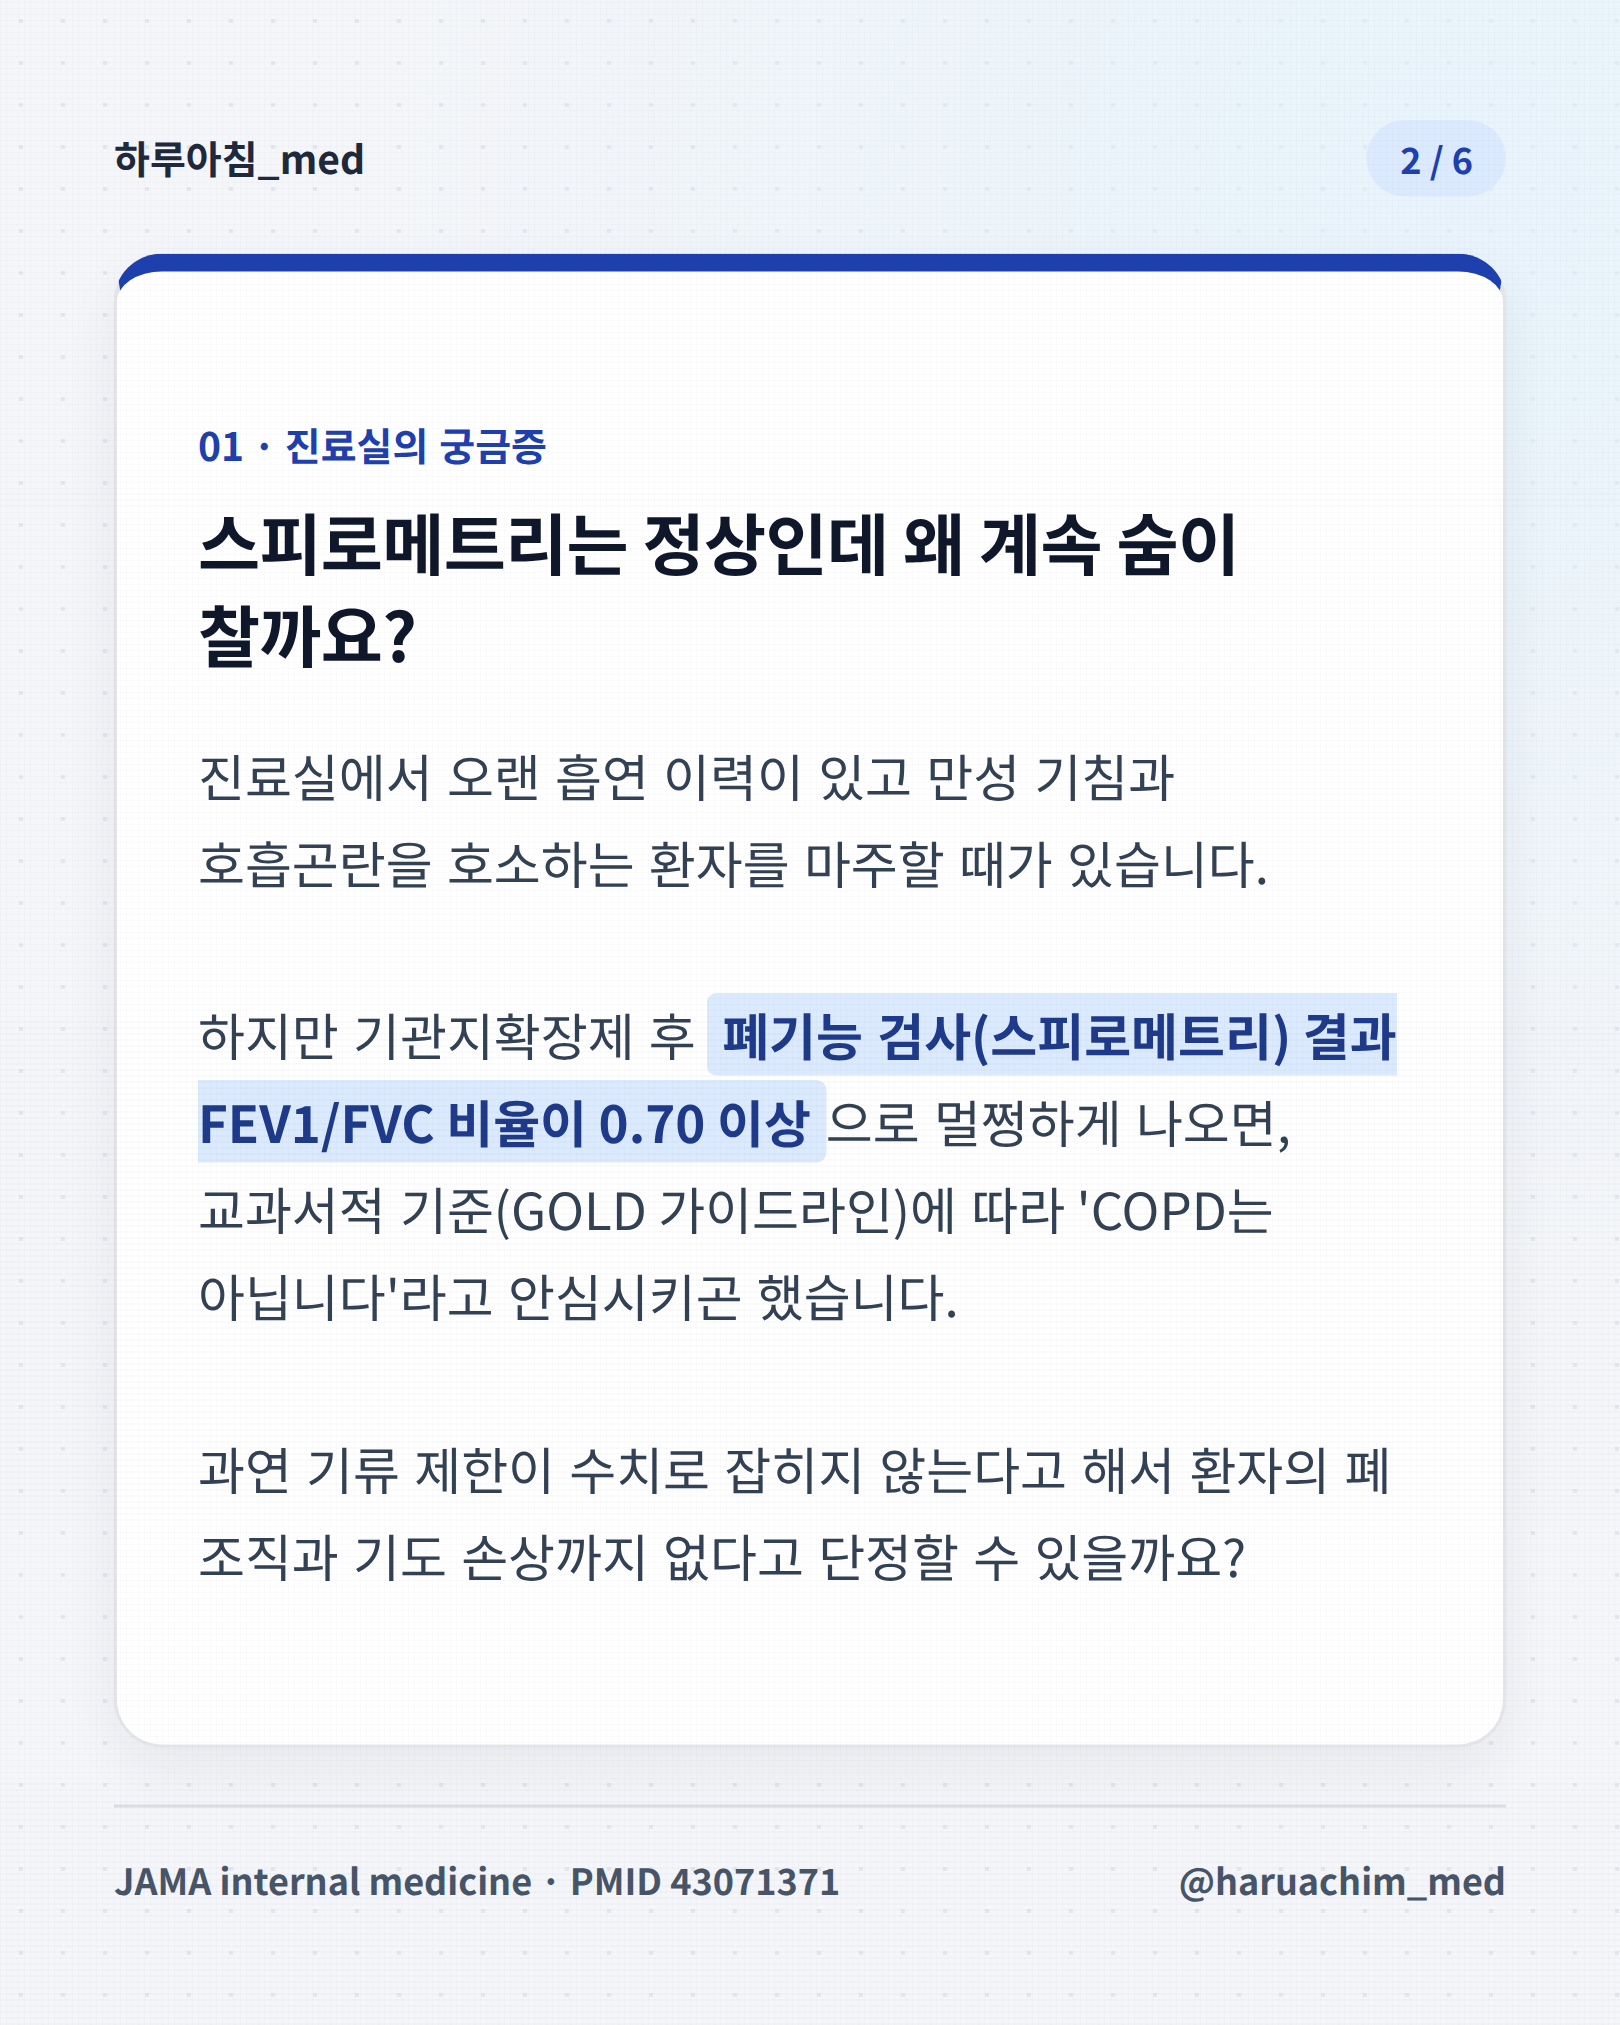 하루아침_med
2 / 6
01 · 진료실의 궁금증
스피로메트리는 정상인데 왜 계속 숨이
찰까요?
진료실에서 오랜 흡연 이력이 있고 만성 기침과
호흡곤란을 호소하는 환자를 마주할 때가 있습니다.
하지만 기관지확장제 후 폐기능 검사(스피로메트리) 결과
FEV1/FVC 비율이 0.70 이상으로 멀쩡하게 나오면,
교과서적 기준(GOLD 가이드라인)에 따라 'COPD는
아닙니다'라고 안심시키곤 했습니다.
과연 기류 제한이 수치로 잡히지 않는다고 해서 환자의 폐
조직과 기도 손상까지 없다고 단정할 수 있을까요?
JAMA internal medicine · PMID 43071371
@haruachim_med